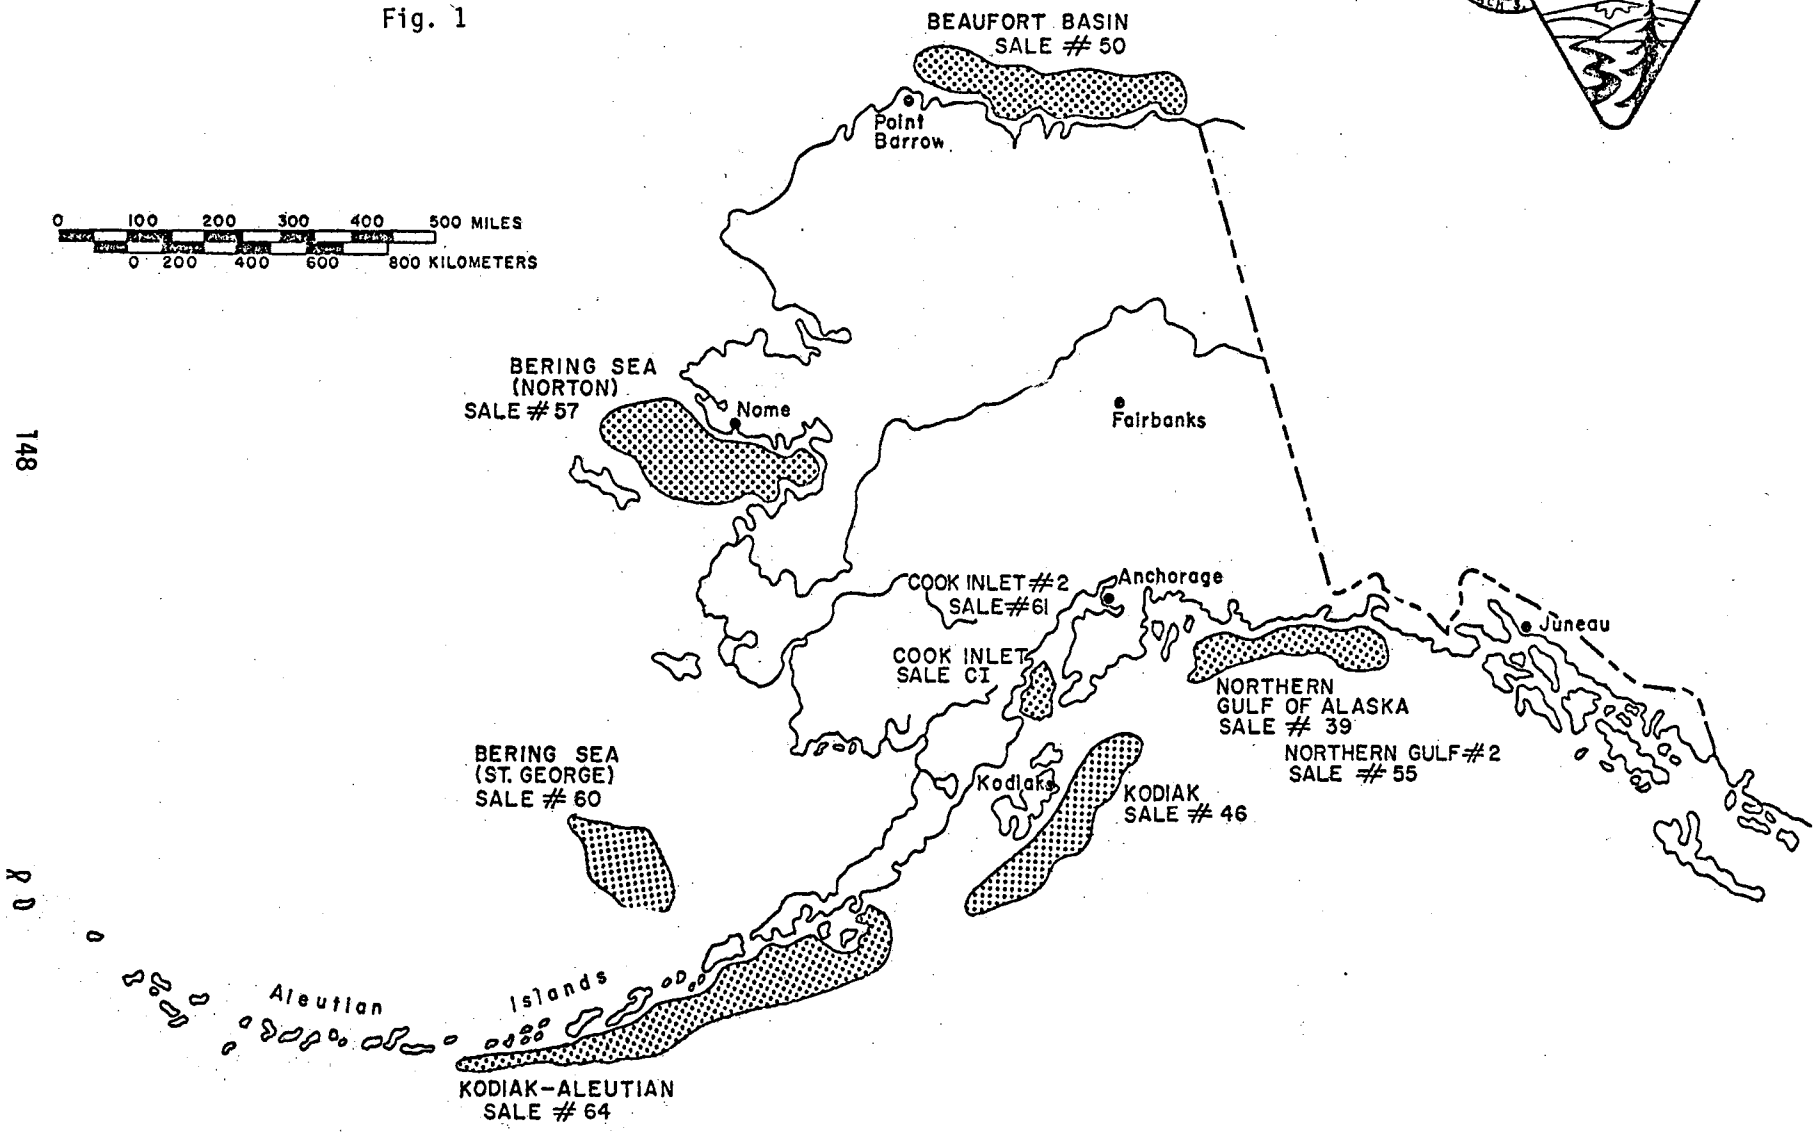 Fig. 1
BEAUFORT BASIN
SALE # 50
Point
Barrow
0 100 200 300 400 500 MILES
0 200 400 600 800 KILOMETERS
BERING SEA
(NORTON)
SALE # 57
Nome
Fairbanks
148
COOK INLET #2
SALE #61
Anchorage
Juneau
COOK INLET
SALE CI
NORTHERN
GULF OF ALASKA
SALE # 39
NORTHERN GULF #2
SALE # 55
BERING SEA
(ST. GEORGE)
SALE # 60
Kodiak
KODIAK
SALE # 46
Aleutian Islands
KODIAK-ALEUTIAN
SALE # 64